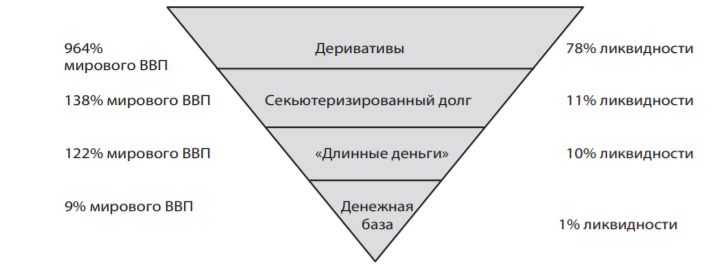 964%
мирового ВВП
Деривативы
78% ликвидности
138% мирового ВВП
Секьютеризированный долг
11% ликвидности
122% мирового ВВП
«Длинные деньги»
10% ликвидности
9% мирового ВВП
Денежная
база
1% ликвидности